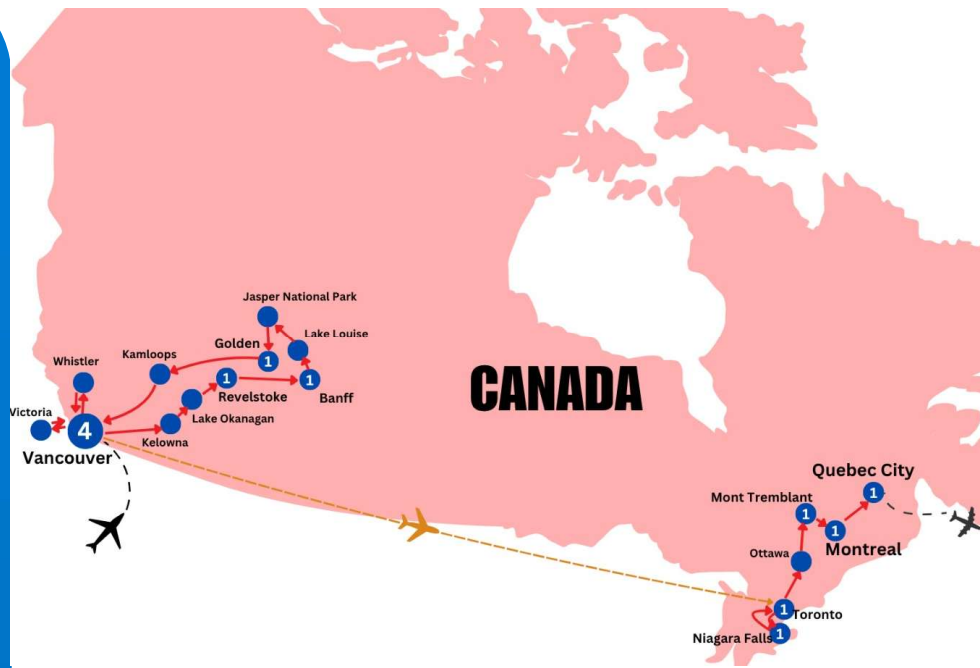 Jasper National Park
Golden
Lake Louise
1
Whistler
Kamloops
1
Revelstoke
1
Banff
Victoria
4
Lake Okanagan
Kelowna
Vancouver
CANADA
Quebec City
1
Mont Tremblant
1
1
Montreal
Ottawa
1
Toronto
Niagara Falls
1